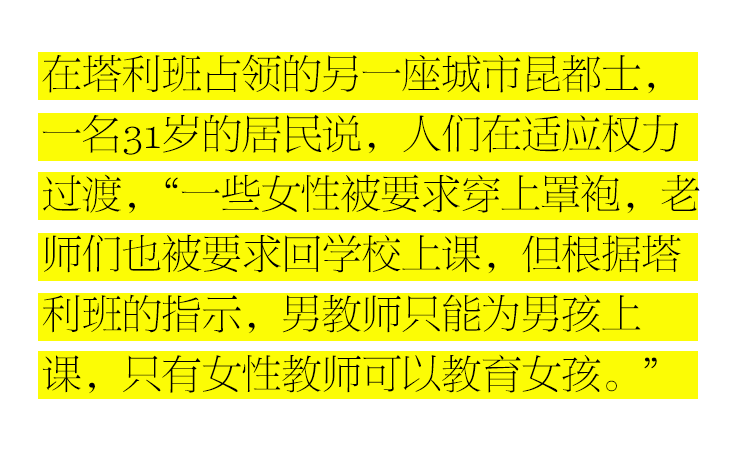 在塔利班占领的另一座城市昆都士，
一名31岁的居民说，人们在适应权力
过渡，“一些女性被要求穿上罩袍，老
师们也被要求回学校上课，但根据塔
利班的指示，男教师只能为男孩上
课，只有女性教师可以教育女孩。”